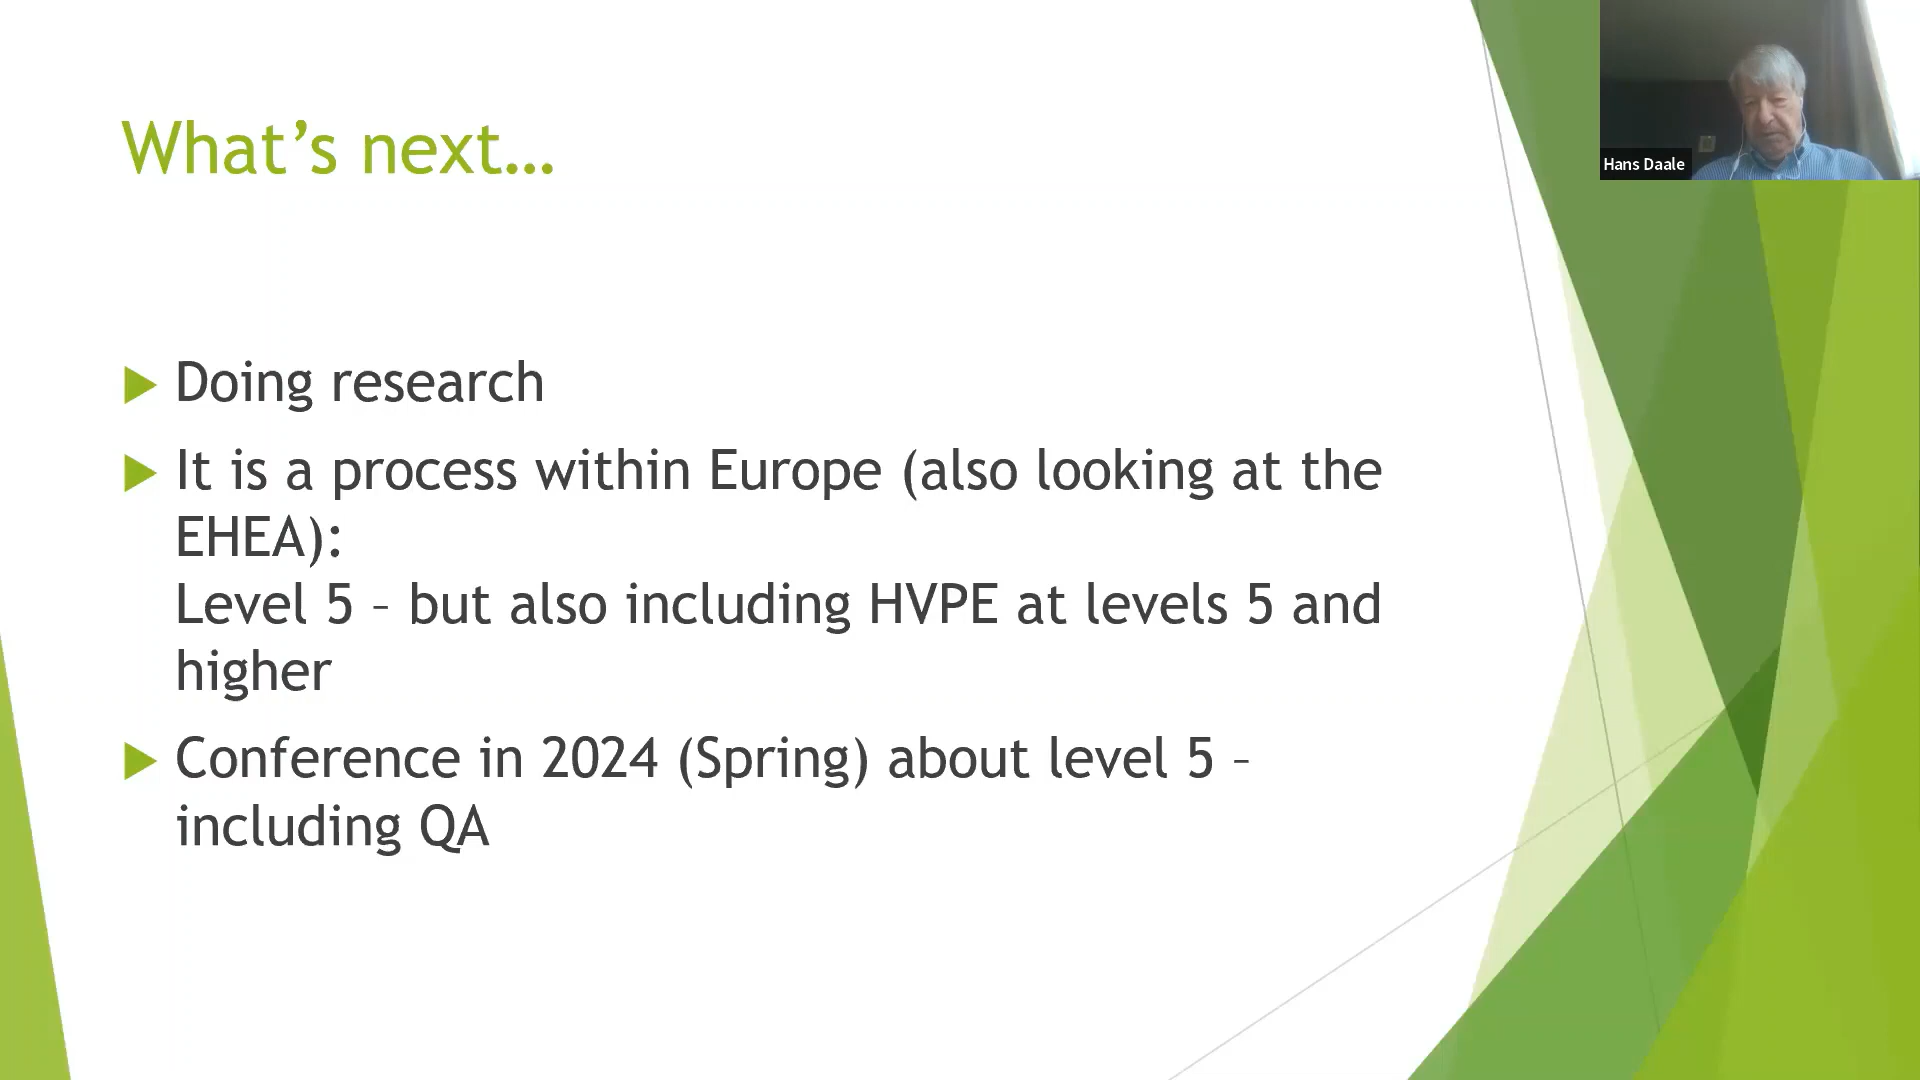 Hans Daale
What’s next…
Doing research
It is a process within Europe (also looking at the
EHEA):
Level 5 – but also including HVPE at levels 5 and
higher
Conference in 2024 (Spring) about level 5 –
including QA